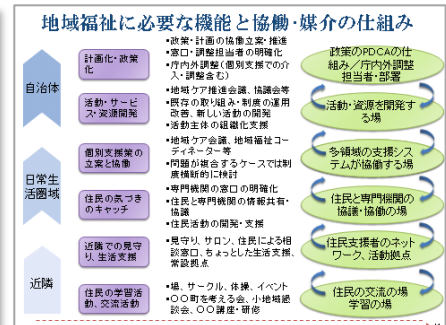 地域福祉に必要な機能と協働・媒介の仕組み
自治体
計画化・政策
化
•政策・計画の協働立案・推進
•窓口・調整担当者の明確化
•庁内外調整（個別支援での介
入、調整含む）
政策のPDCAの仕
組み／庁内外調整
担当者・部署
活動・サービ
ス・資源開発
•地域ケア推進会議、協議会等
•既存の取り組み・制度の運用
改善、新しい活動の開発
•活動主体の組織化支援
活動・資源を開発す
る場
日常生
活圏域
個別支援策の
立案と協働
•地域ケア会議、地域福祉コー
ディネーター等
•問題が複合するケースでは制
度横断的に検討
多領域の支援シス
テムが協働する場
住民の気づき
のキャッチ
•専門機関の窓口の明確化
•住民と専門機関の情報共有・
協議
•住民活動の開発・支援
住民と専門機関の
協議・協働の場
近隣
近隣での見守
り、生活支援
•見守り、サロン、住民による相
談窓口、ちょっとした生活支援、
常設拠点
住民支援者のネット
ワーク、活動拠点
住民の学習活
動、交流活動
•場、サークル、体操、イベント
•〇〇町を考える会、小地域懇
談会、〇〇講座・研修
住民の交流の場
学習の場